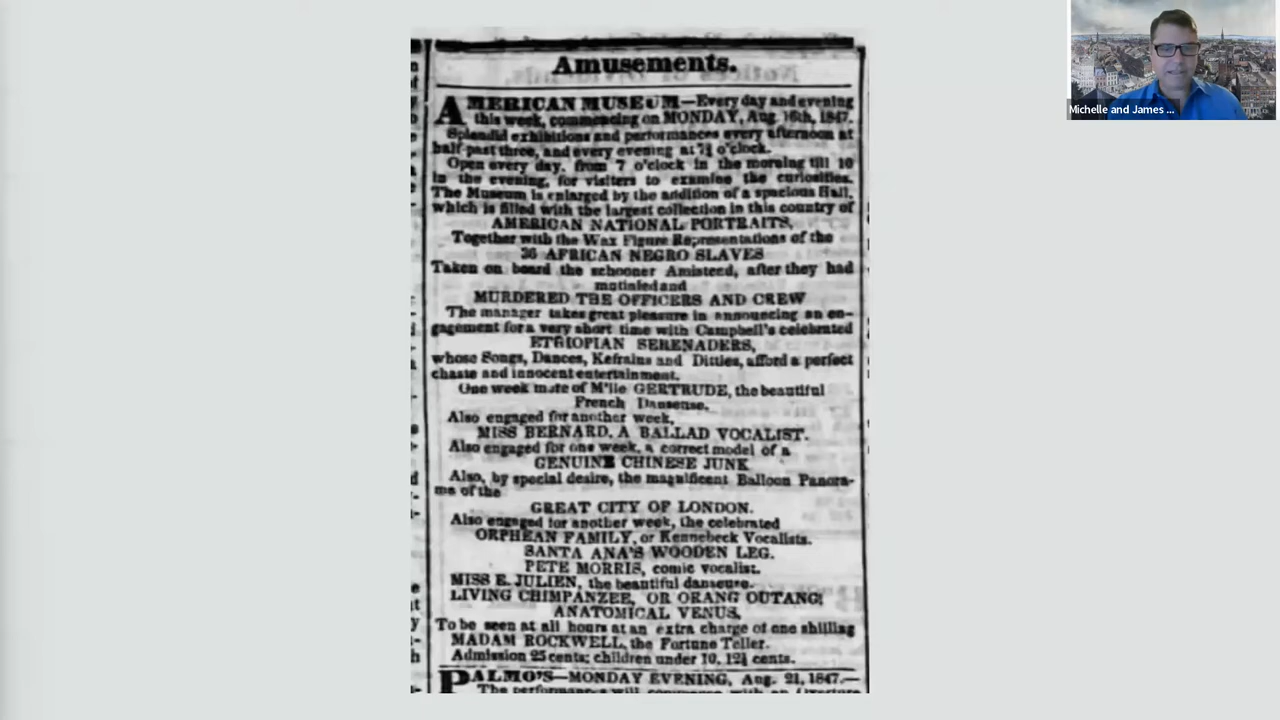 Amusements.
AMERICAN MUSEUM—Every day and evening
this week, commencing on MONDAY, Aug. 16th, 1847.
Splendid exhibitions and performances every afternoon at
half-past three, and every evening at 7½ o'clock.
Open every day, from 7 o'clock in the morning till 10
in the evening, for visiters to examine the curiosities.
The Museum is enlarged by the addition of a spacious Hall,
which is filled with the largest collection in this country of
AMERICAN NATIONAL PORTRAITS,
Together with the Wax Figure Representations of the
36 AFRICAN NEGRO SLAVES
Taken on board the schooner Amisteed, after they had
mutinied and
MURDERED THE OFFICERS AND CREW
The manager takes great pleasure in announcing an en-
gagement for a very short time with Campbell's celebrated
ETHIOPIAN SERENADERS,
whose Songs, Dances, Refrains and Ditties, afford a perfect
chaste and innocent entertainment.
One week more of M'lle GERTRUDE, the beautiful
French Danseuse.
Also engaged for another week,
MISS BERNARD, A BALLAD VOCALIST.
Also engaged for one week, a correct model of a
GENUINE CHINESE JUNK
Also, by special desire, the magnificent Balloon Panora-
ma of the
GREAT CITY OF LONDON.
Also engaged for another week, the celebrated
ORPHEAN FAMILY, or Kennebeck Vocalists.
SANTA ANA'S WOODEN LEG.
PETE MORRIS, comic vocalist.
MISS E. JULIEN, the beautiful danseuse.
LIVING CHIMPANZEE, OR ORANG OUTANG;
ANATOMICAL VENUS,
To be seen at all hours at an extra charge of one shilling
MADAM ROCKWELL, the Fortune Teller.
Admission 25 cents; children under 10, 12½ cents.
PALMO'S—MONDAY EVENING, Aug. 21, 1847.—
The performances will commence with an Overture
Michelle and James ...